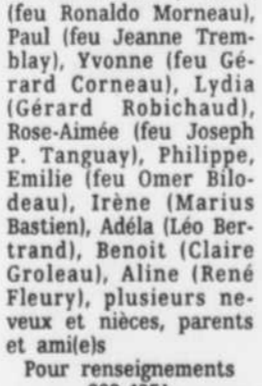 (feu Ronaldo Morneau),
Paul (feu Jeanne Trem-
blay), Yvonne (feu Gé-
rard Corneau), Lydia
(Gérard Robichaud),
Rose-Aimée (feu Joseph
P. Tanguay), Philippe,
Emilie (feu Omer Bilo-
deau), Irène (Marius
Bastien), Adéla (Léo Ber-
trand), Benoit (Claire
Groleau), Aline (René
Fleury), plusieurs ne-
veux et nièces, parents
et ami(e)s
Pour renseignements